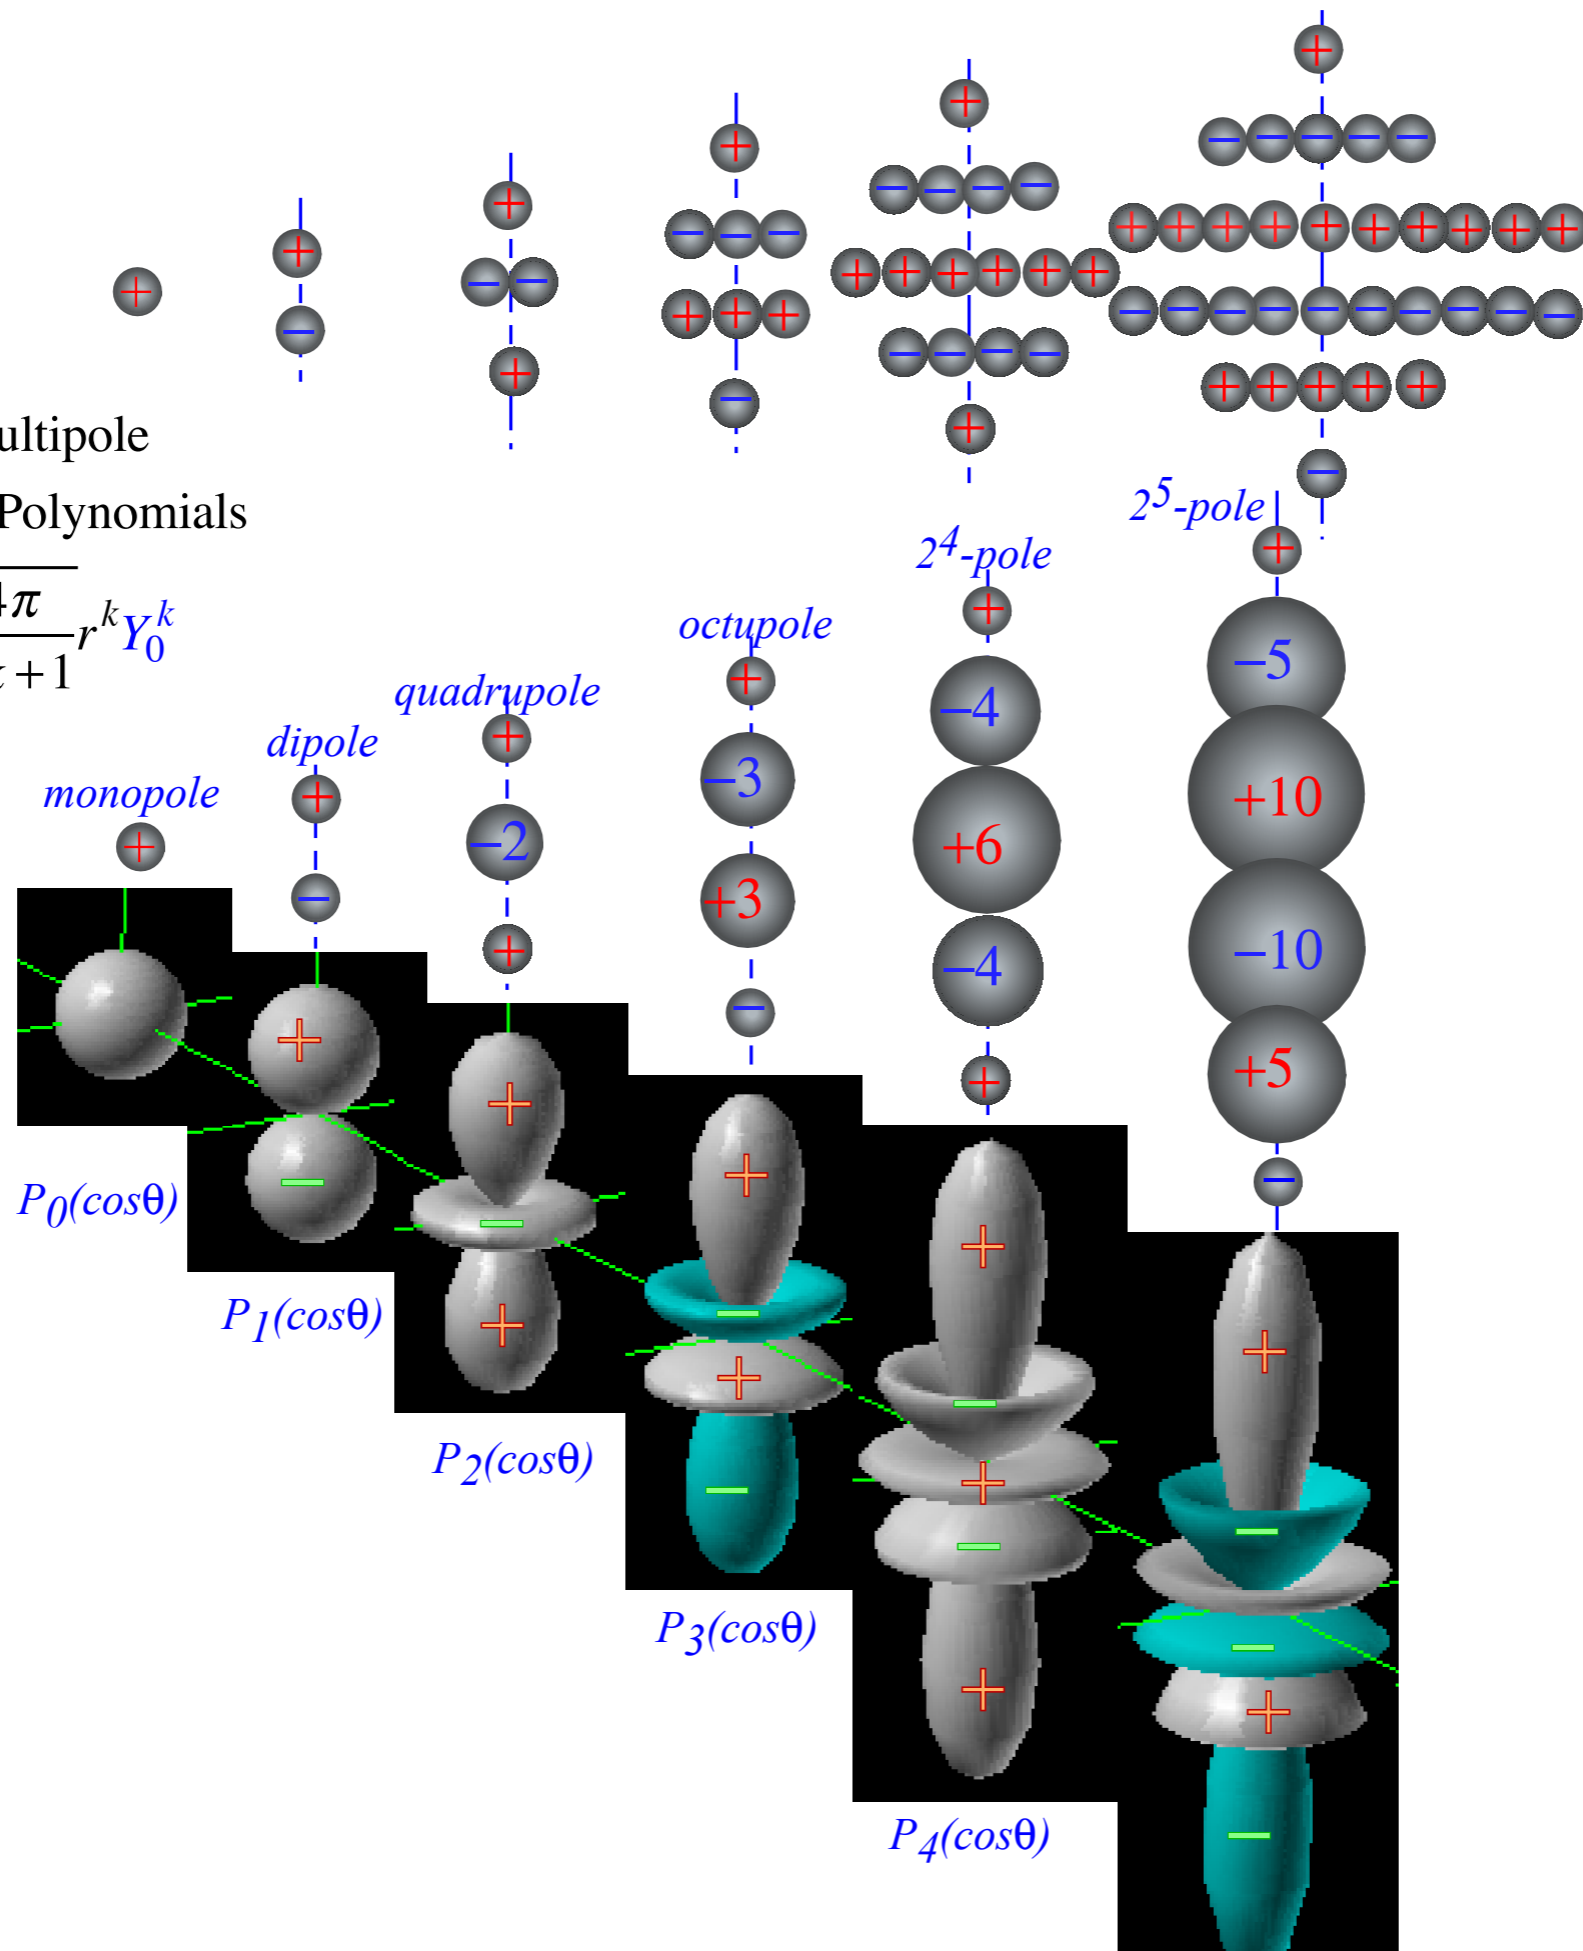 +
+
−
+
− −
+
+
− − −
+ + +
−
+
− − − −
+ + + + + +
− − − −
+
+
− − − − −
+ + + + + + + + + +
− − − − − − − − − −
+ + + + +
−
ultipole
Polynomials
4π
+1
r^k Y_0^k
monopole
+
dipole
+
−
quadrupole
+
−2
+
octupole
+
−3
+3
−
2^4-pole
+
−4
+6
−4
+
2^5-pole
+
−5
+10
−10
+5
−
P_0(cosθ)
+
−
P_1(cosθ)
+
−
+
P_2(cosθ)
+
−
+
−
P_3(cosθ)
+
−
+
−
+
P_4(cosθ)
+
−
−
+
−